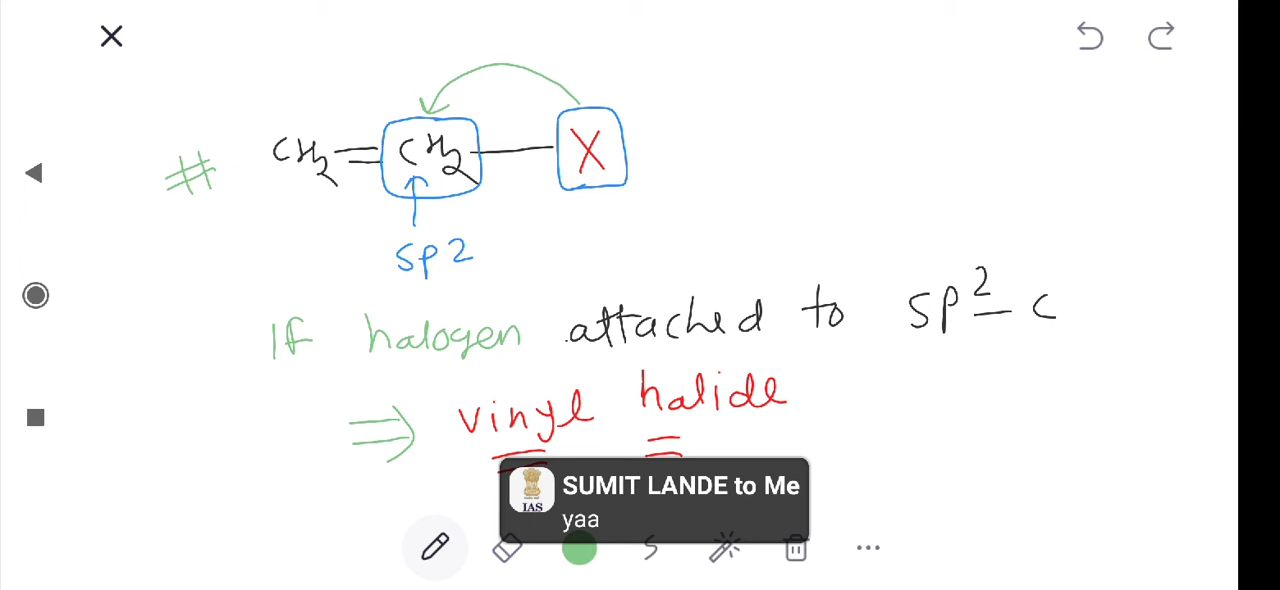 # CH2=CH2—X
sp2
If halogen attached to sp2-c
⇒ vinyl halide
SUMIT LANDE to Me
IAS
yaa